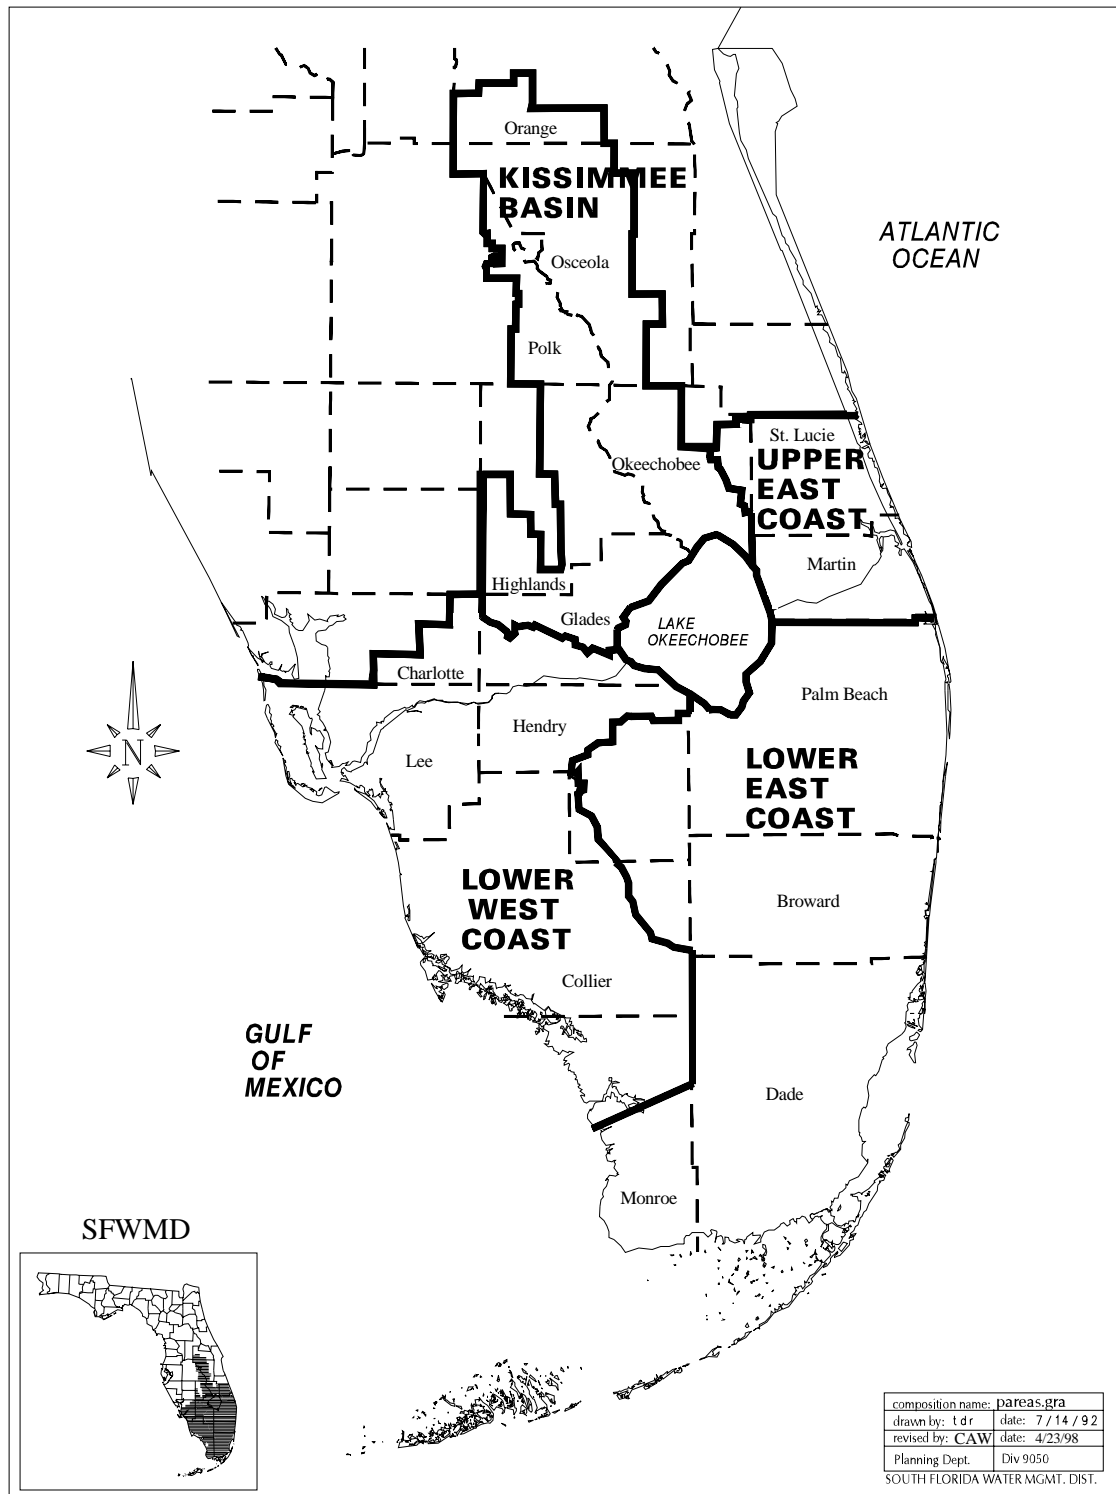 Orange
KISSIMMEE
BASIN
ATLANTIC
OCEAN
Osceola
Polk
St. Lucie
Okeechobee
UPPER
EAST
COAST
Martin
Highlands
Glades
LAKE
OKEECHOBEE
Charlotte
Palm Beach
Hendry
N
Lee
LOWER
EAST
COAST
LOWER
WEST
COAST
Broward
Collier
GULF
OF
MEXICO
Dade
Monroe
SFWMD
composition name: pareas.gra
drawn by: tdr date: 7/14/92
revised by: CAW date: 4/23/98
Planning Dept. Div 9050
SOUTH FLORIDA WATER MGMT. DIST.